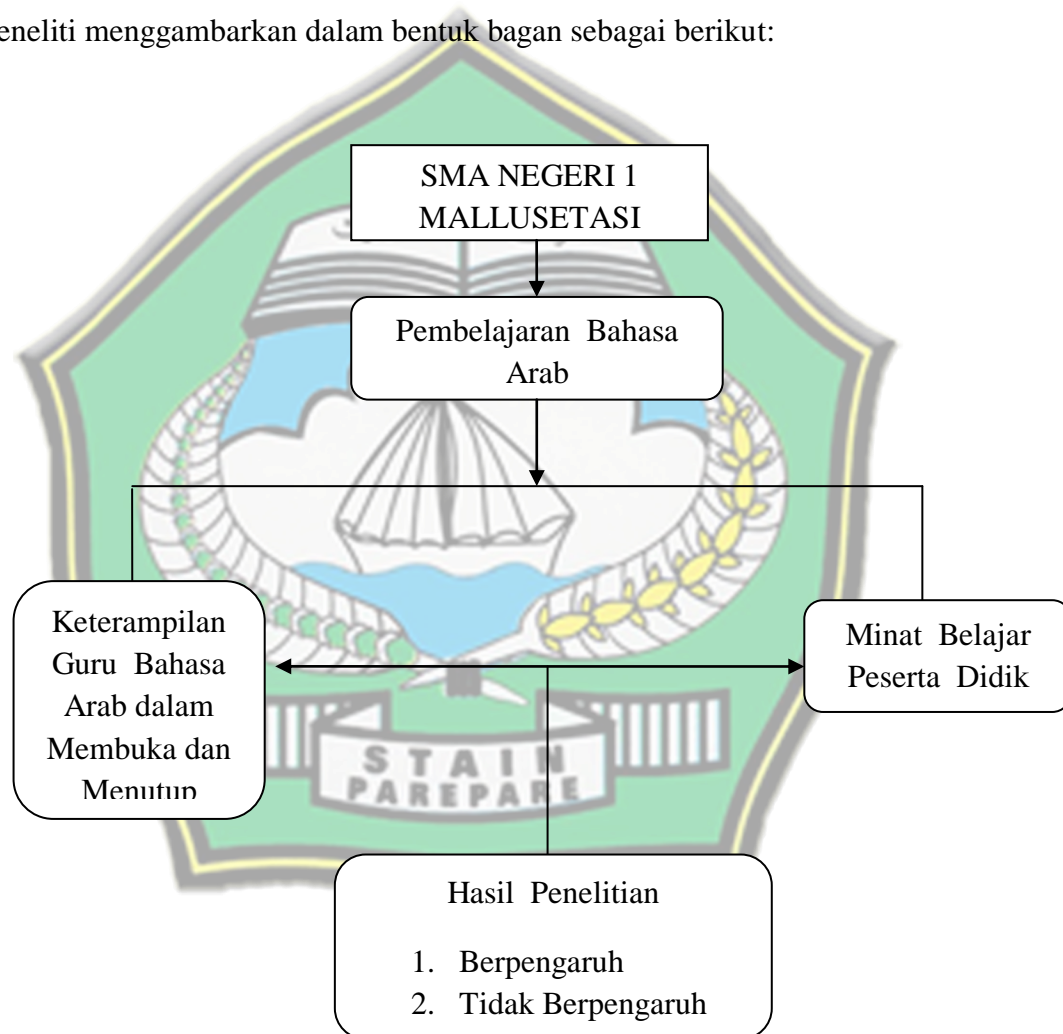 eneliti menggambarkan dalam bentuk bagan sebagai berikut:
SMA NEGERI 1
MALLUSETASI
Pembelajaran Bahasa
Arab
Keterampilan
Guru Bahasa
Arab dalam
Membuka dan
Menutup
Minat Belajar
Peserta Didik
STAIN
PAREPARE
Hasil Penelitian
1. Berpengaruh
2. Tidak Berpengaruh